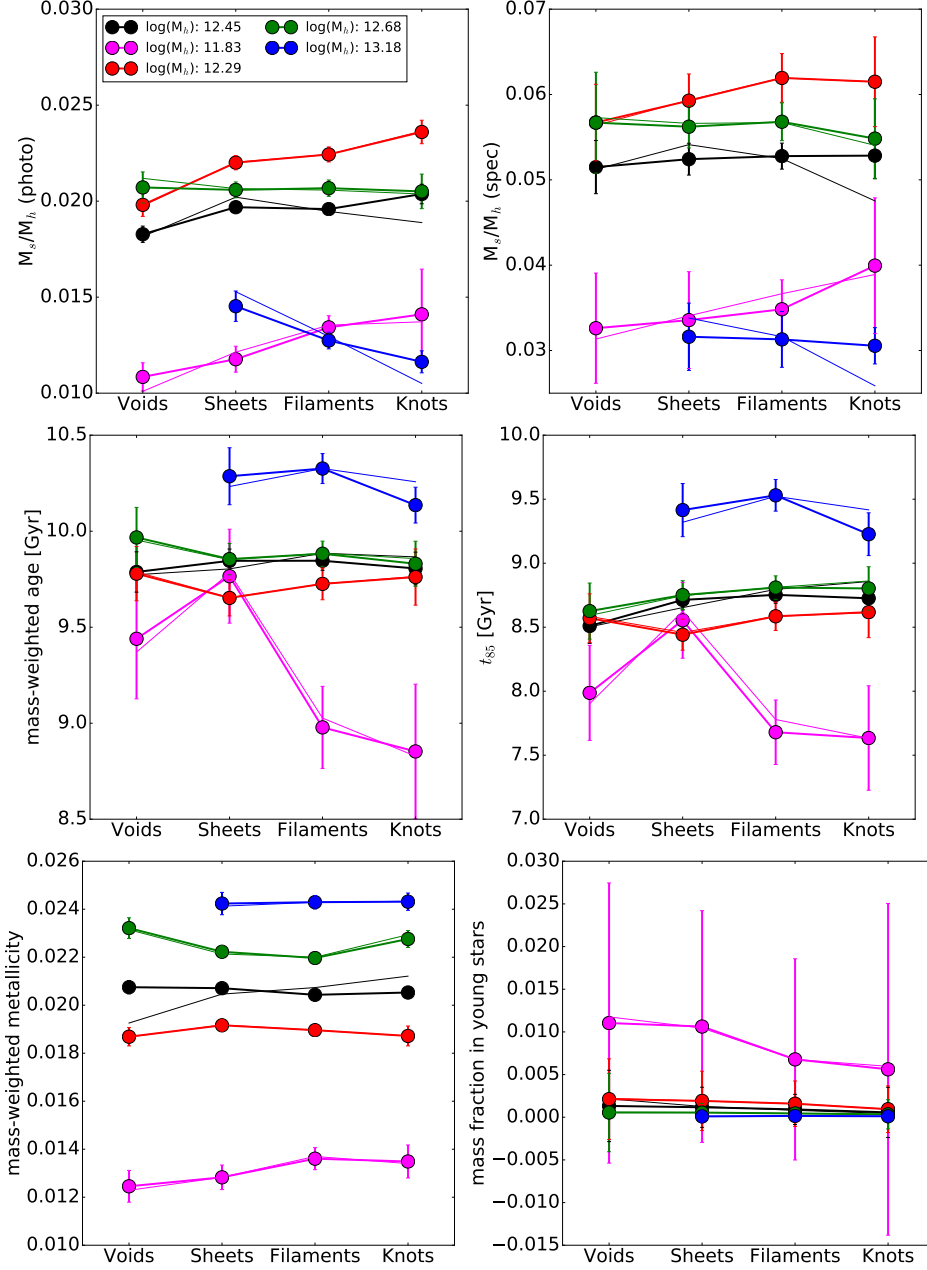 0.030
0.025
0.020
0.015
0.010
M_s/M_h (photo)
log(M_h): 12.45
log(M_h): 11.83
log(M_h): 12.29
log(M_h): 12.68
log(M_h): 13.18
Voids Sheets Filaments Knots
0.06
0.05
0.04
0.03
M_s/M_h (spec)
Voids Sheets Filaments Knots
10.5
10.0
9.5
9.0
8.5
mass-weighted age [Gyr]
Voids Sheets Filaments Knots
10.0
9.5
9.0
8.5
8.0
7.5
7.0
t_85 [Gyr]
Voids Sheets Filaments Knots
0.026
0.024
0.022
0.020
0.018
0.016
0.014
0.012
0.010
mass-weighted metallicity
Voids Sheets Filaments Knots
0.030
0.025
0.020
0.015
0.010
0.005
0.000
−0.005
−0.010
−0.015
mass fraction in young stars
Voids Sheets Filaments Knots